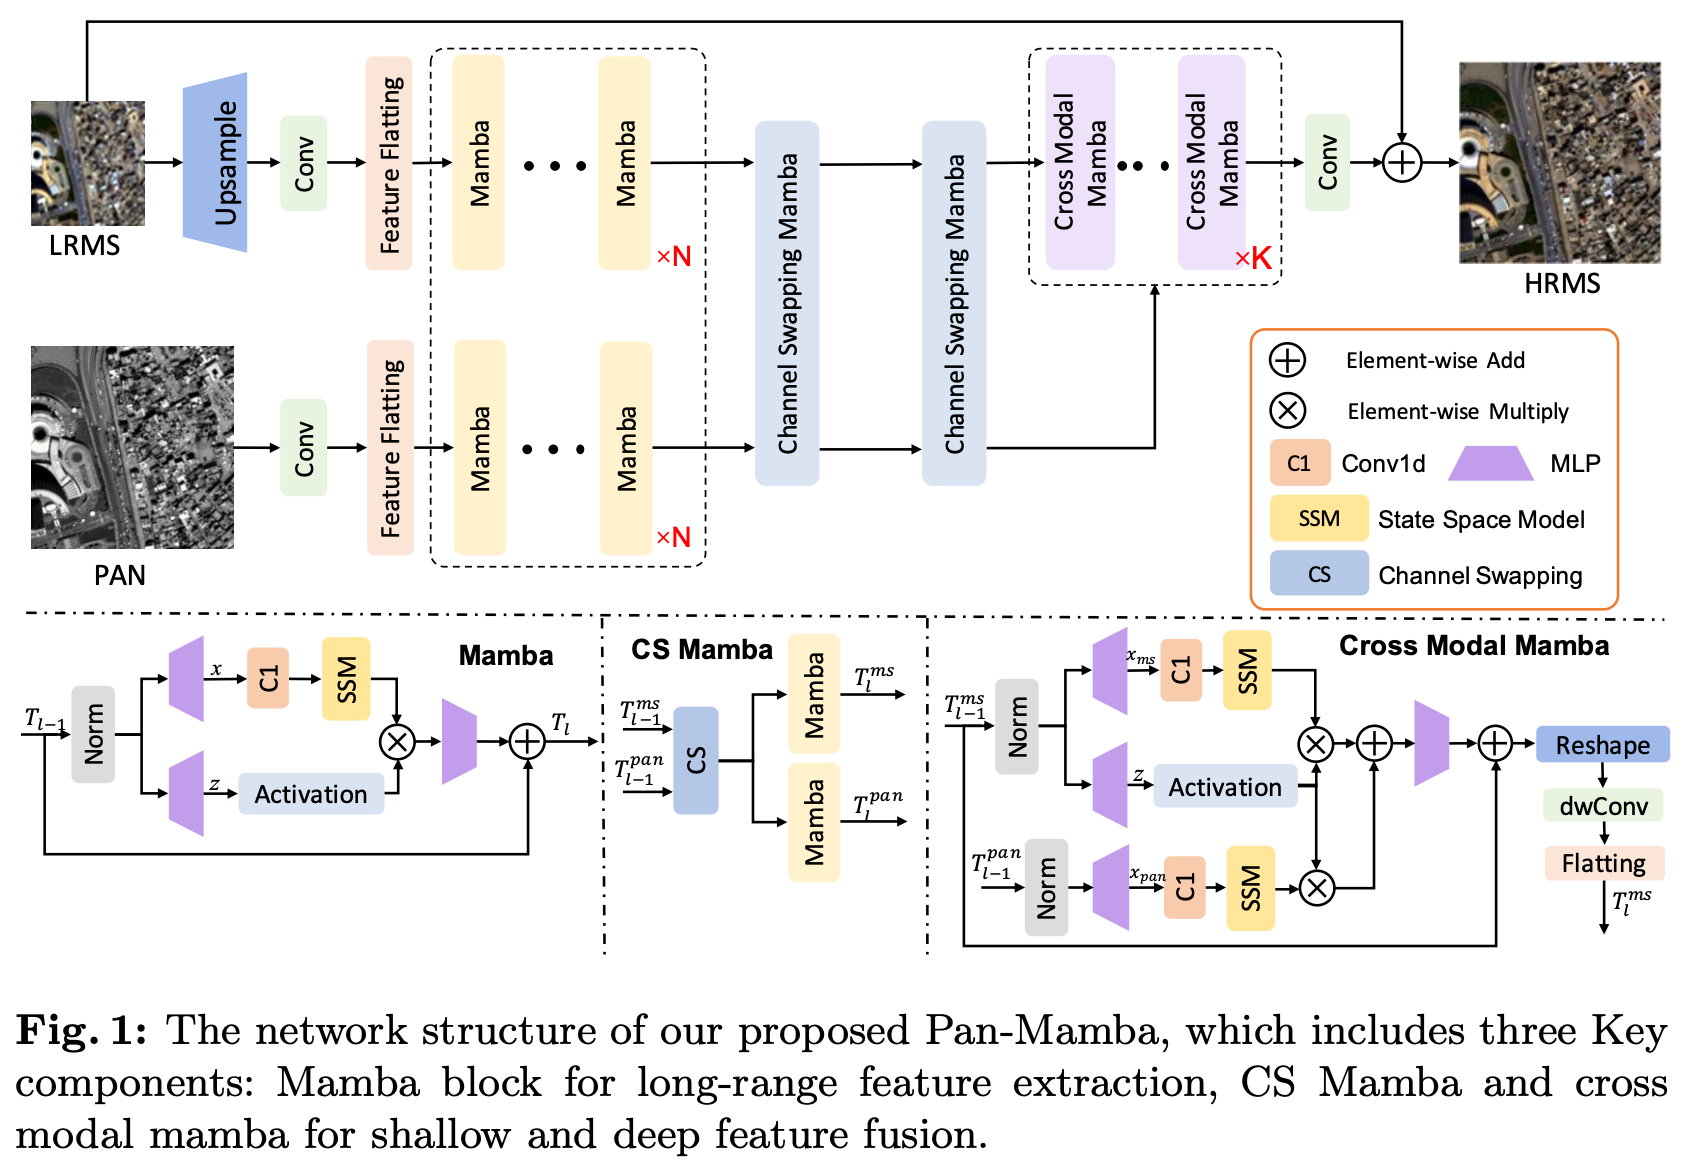 LRMS
Upsample
Conv
Feature Flatting
Mamba
Mamba
×N
Channel Swapping Mamba
Channel Swapping Mamba
Cross Modal
Mamba
Cross Modal
Mamba
×K
Conv
HRMS
PAN
Conv
Feature Flatting
Mamba
Mamba
×N
Element-wise Add
Element-wise Multiply
C1 Conv1d MLP
SSM State Space Model
CS Channel Swapping
Mamba
T_{l-1}
Norm
x
C1
SSM
z
Activation
T_l
CS Mamba
T_{l-1}^{ms}
T_{l-1}^{pan}
CS
Mamba
T_l^{ms}
Mamba
T_l^{pan}
Cross Modal Mamba
T_{l-1}^{ms}
Norm
x_{ms}
C1
SSM
z
Activation
T_{l-1}^{pan}
Norm
x_{pan}
C1
SSM
Reshape
dwConv
Flatting
T_l^{ms}
Fig. 1: The network structure of our proposed Pan-Mamba, which includes three Key
components: Mamba block for long-range feature extraction, CS Mamba and cross
modal mamba for shallow and deep feature fusion.